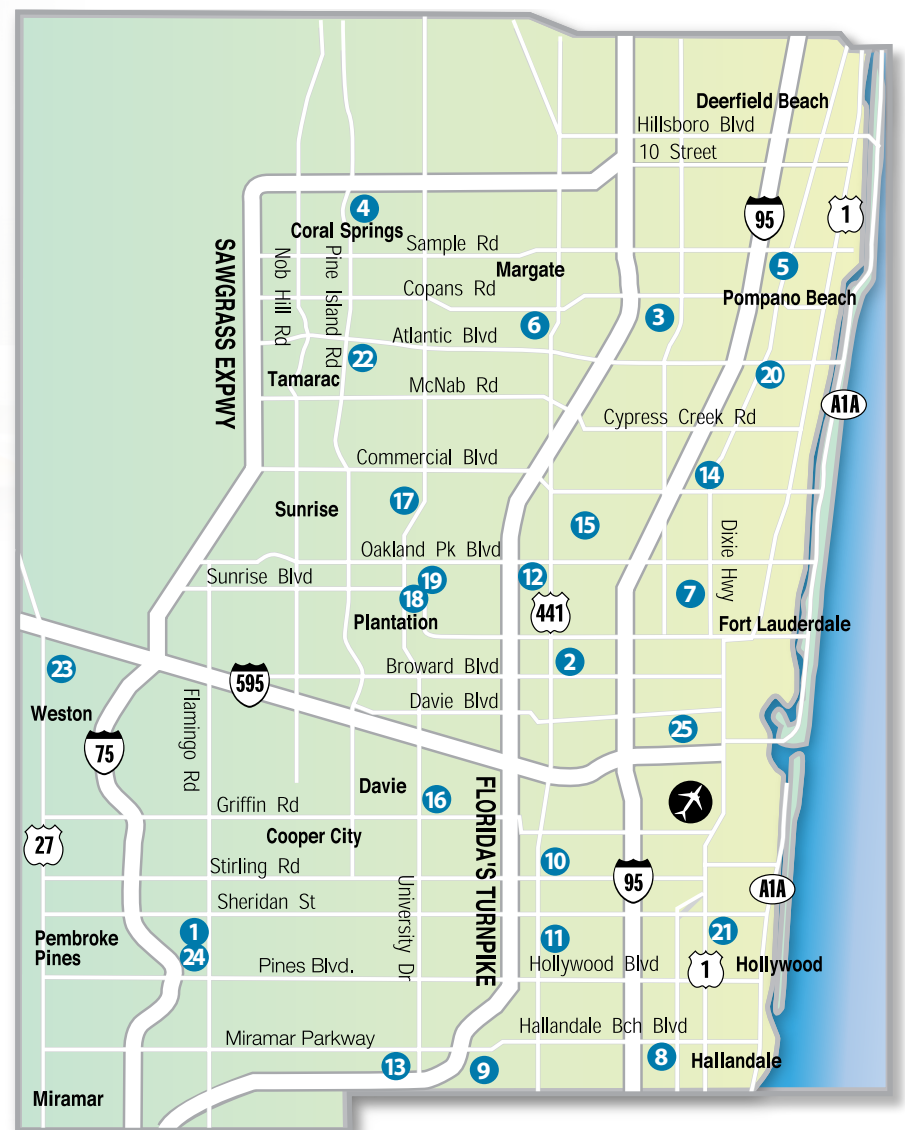 Deerfield Beach
Hillsboro Blvd
10 Street
4
95
1
Coral Springs
SAWGRASS EXPWY
Nob Hill Rd
Pine Island Rd
Sample Rd
Margate
5
Copans Rd
Pompano Beach
6
3
Atlantic Blvd
22
Tamarac
20
McNab Rd
A1A
Cypress Creek Rd
Commercial Blvd
14
17
Sunrise
15
Dixie Hwy
Oakland Pk Blvd
Sunrise Blvd
19
12
18
7
441
Plantation
Fort Lauderdale
23
Broward Blvd
2
595
Flamingo Rd
Davie Blvd
Weston
25
75
Davie
16
FLORIDA'S TURNPIKE
Griffin Rd
Cooper City
27
10
Stirling Rd
95
A1A
University Dr
Sheridan St
1
11
21
Pembroke
Pines
24
Pines Blvd.
Hollywood Blvd
1
Hollywood
Hallandale Bch Blvd
Miramar Parkway
13
9
8
Hallandale
Miramar